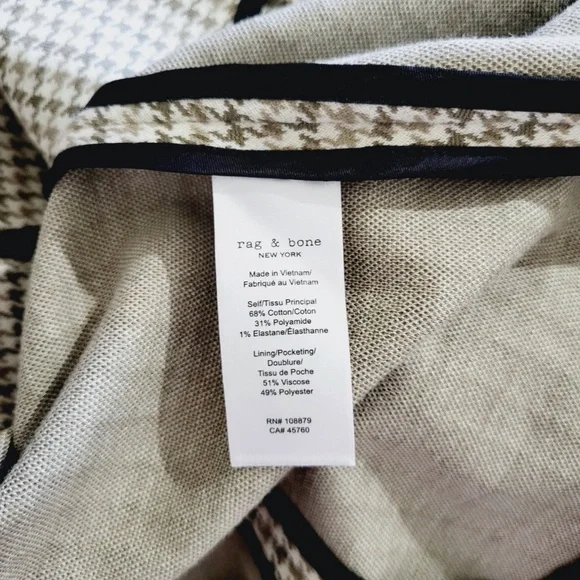 rag & bone
NEW YORK
Made in Vietnam/
Fabriqué au Vietnam
Self/Tissu Principal
68% Cotton/Coton
31% Polyamide
1% Elastane/Élasthanne
Lining/Pocketing/
Doublure/
Tissu de Poche
51% Viscose
49% Polyester
RN# 108879
CA# 45760